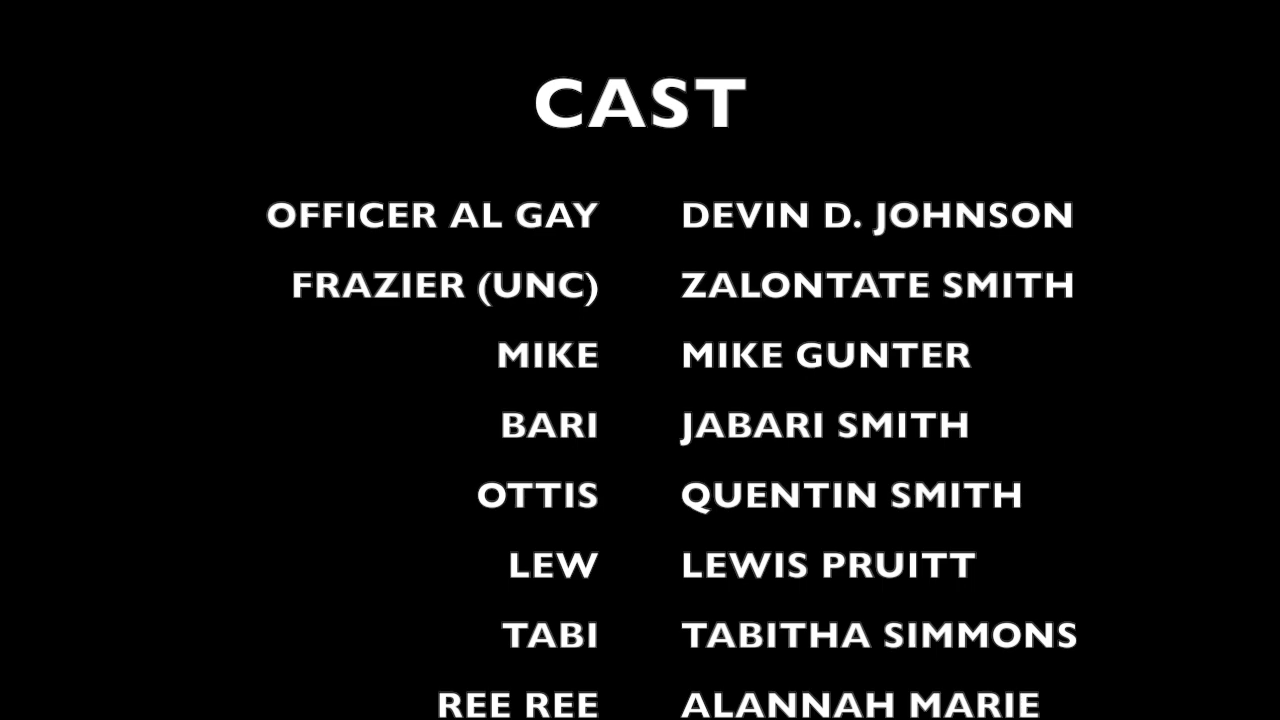 CAST
OFFICER AL GAY DEVIN D. JOHNSON
FRAZIER (UNC) ZALONTATE SMITH
MIKE MIKE GUNTER
BARI JABARI SMITH
OTTIS QUENTIN SMITH
LEW LEWIS PRUITT
TABI TABITHA SIMMONS
REE REE ALANNAH MARIE